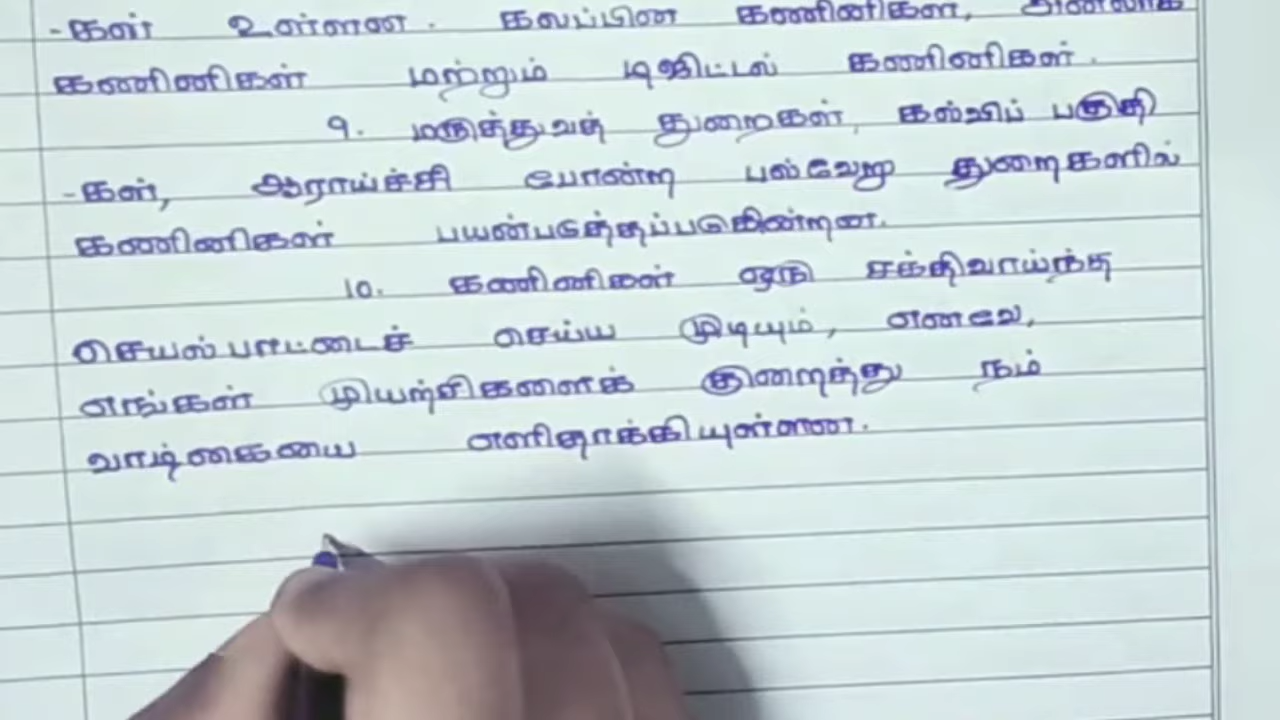 -கள் உள்ளன. கலப்பின கணினிகள், அனலாக்
கணினிகள் மற்றும் டிஜிட்டல் கணினிகள்.
9. மருத்துவத் துறைகள், கல்விப் பகுதி
-கள், ஆராய்ச்சி போன்ற பல்வேறு துறைகளில்
கணினிகள் பயன்படுத்தப்படுகின்றன.
10. கணினிகள் ஒரு சக்திவாய்ந்த
செயல்பாட்டைச் செய்ய முடியும், எனவே,
எங்கள் முயற்சிகளைக் குறைத்து நம்
வாழ்கையை எளிதாக்கியுள்ளன.